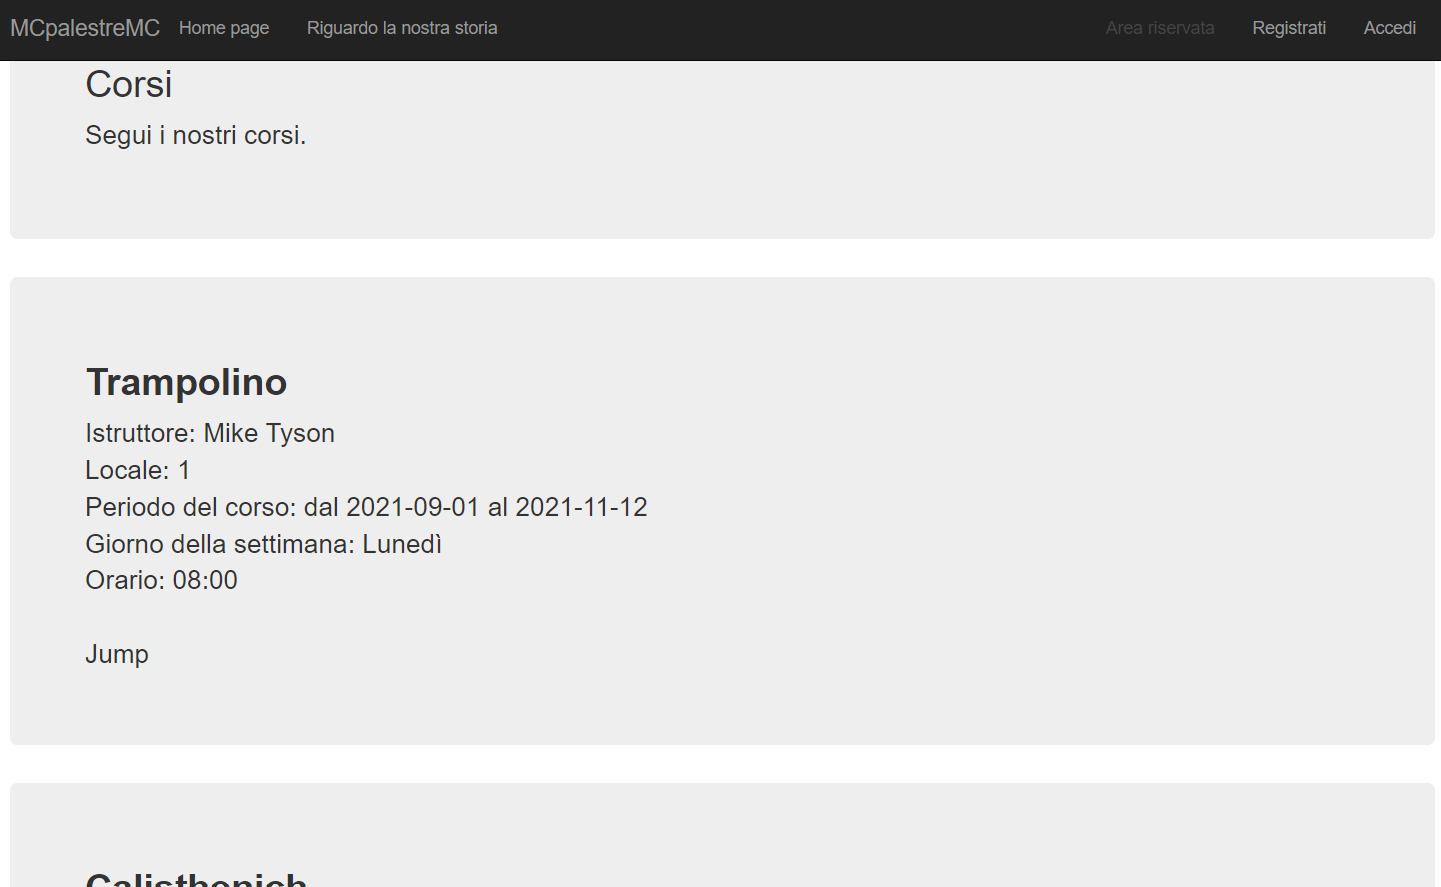 MCpalestreMC Home page Riguardo la nostra storia Area riservata Registrati Accedi
Corsi
Segui i nostri corsi.
Trampolino
Istruttore: Mike Tyson
Locale: 1
Periodo del corso: dal 2021-09-01 al 2021-11-12
Giorno della settimana: Lunedì
Orario: 08:00
Jump
Calisthenich